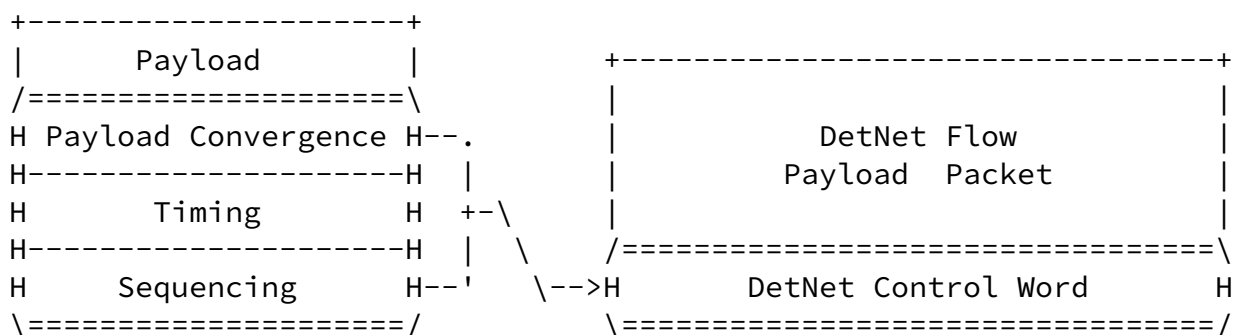 Payload
Payload Convergence
DetNet Flow
Payload Packet
Timing
Sequencing
DetNet Control Word